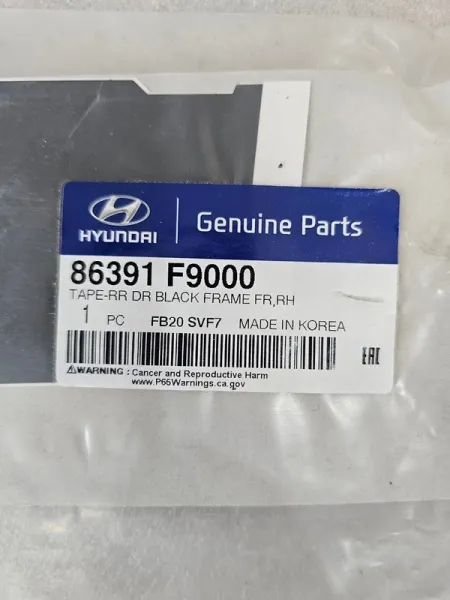 HYUNDAI
Genuine Parts
86391 F9000
TAPE-RR DR BLACK FRAME FR,RH
1 PC FB20 SVF7 MADE IN KOREA
EAC
⚠WARNING : Cancer and Reproductive Harm
www.P65Warnings.ca.gov